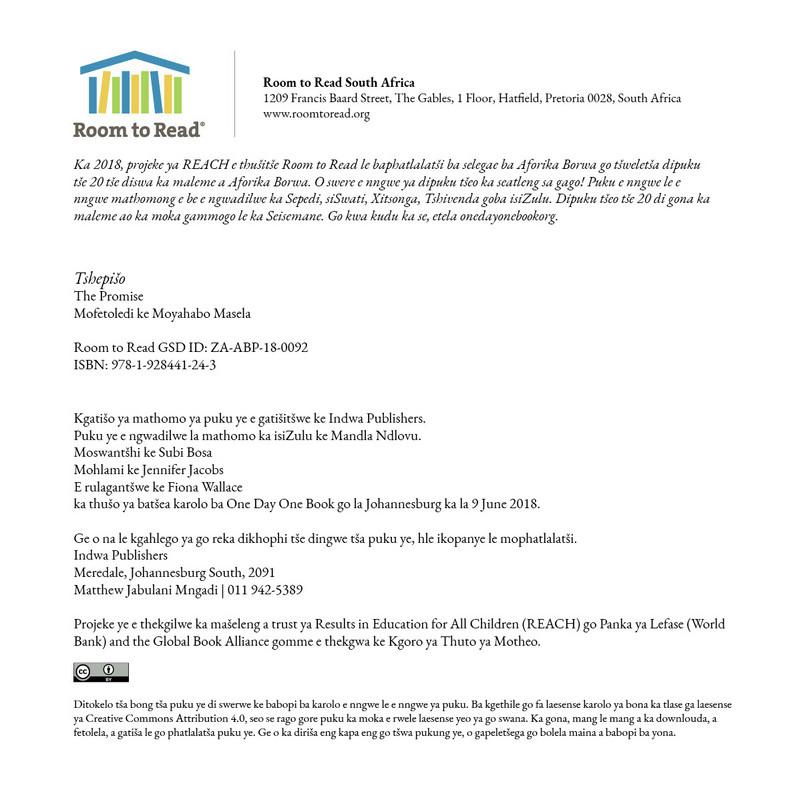 Room to Read®
Room to Read South Africa
1209 Francis Baard Street, The Gables, 1 Floor, Hatfield, Pretoria 0028, South Africa
www.roomtoread.org
Ka 2018, projeke ya REACH e thušitše Room to Read le baphatlalatši ba selegae ba Aforika Borwa go tšweletša dipuku
tše 20 tše diswa ka maleme a Aforika Borwa. O swere e nngwe ya dipuku tšeo ka seatleng sa gago! Puku e nngwe le e
nngwe mathomong e be e ngwadilwe ka Sepedi, siSwati, Xitsonga, Tshivenda goba isiZulu. Dipuku tšeo tše 20 di gona ka
maleme ao ka moka gammogo le ka Seisemane. Go kwa kudu ka se, etela onedayonebookorg.
Tshepišo
The Promise
Mofetoledi ke Moyahabo Masela
Room to Read GSD ID: ZA-ABP-18-0092
ISBN: 978-1-928441-24-3
Kgatišo ya mathomo ya puku ye e gatišitšwe ke Indwa Publishers.
Puku ye e ngwadilwe la mathomo ka isiZulu ke Mandla Ndlovu.
Moswantšhi ke Subi Bosa
Mohlami ke Jennifer Jacobs
E rulagantšwe ke Fiona Wallace
ka thušo ya batšea karolo ba One Day One Book go la Johannesburg ka la 9 June 2018.
Ge o na le kgahlego ya go reka dikhophi tše dingwe tša puku ye, hle ikopanye le mophatlalatši.
Indwa Publishers
Meredale, Johannesburg South, 2091
Matthew Jabulani Mngadi | 011 942-5389
Projeke ye e thekgilwe ka mašeleng a trust ya Results in Education for All Children (REACH) go Panka ya Lefase (World
Bank) and the Global Book Alliance gomme e thekgwa ke Kgoro ya Thuto ya Motheo.
cc BY
Ditokelo tša bong tša puku ye di swerwe ke babopi ba karolo e nngwe le e nngwe ya puku. Ba kgethile go fa laesense karolo ya bona ka tlase ga laesense
ya Creative Commons Attribution 4.0, seo se rago gore puku ka moka e rwele laesense yeo ya go swana. Ka gona, mang le mang a ka downlouda, a
fetolela, a gatiša le go phatlalatša puku ye. Ge o ka diriša eng kapa eng go tšwa pukung ye, o gapeletšega go bolela maina a babopi ba yona.